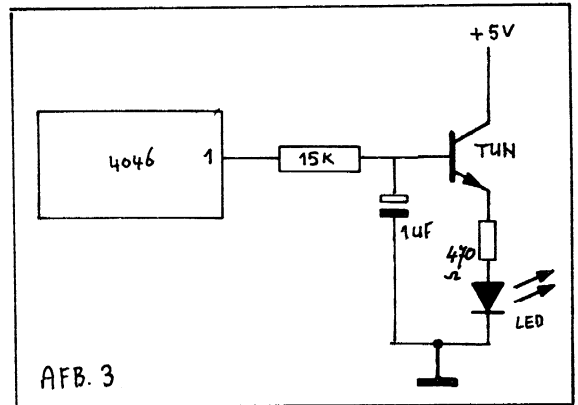 +5V
4046
1
15K
TUN
1uF
470
Ω
LED
AFB. 3